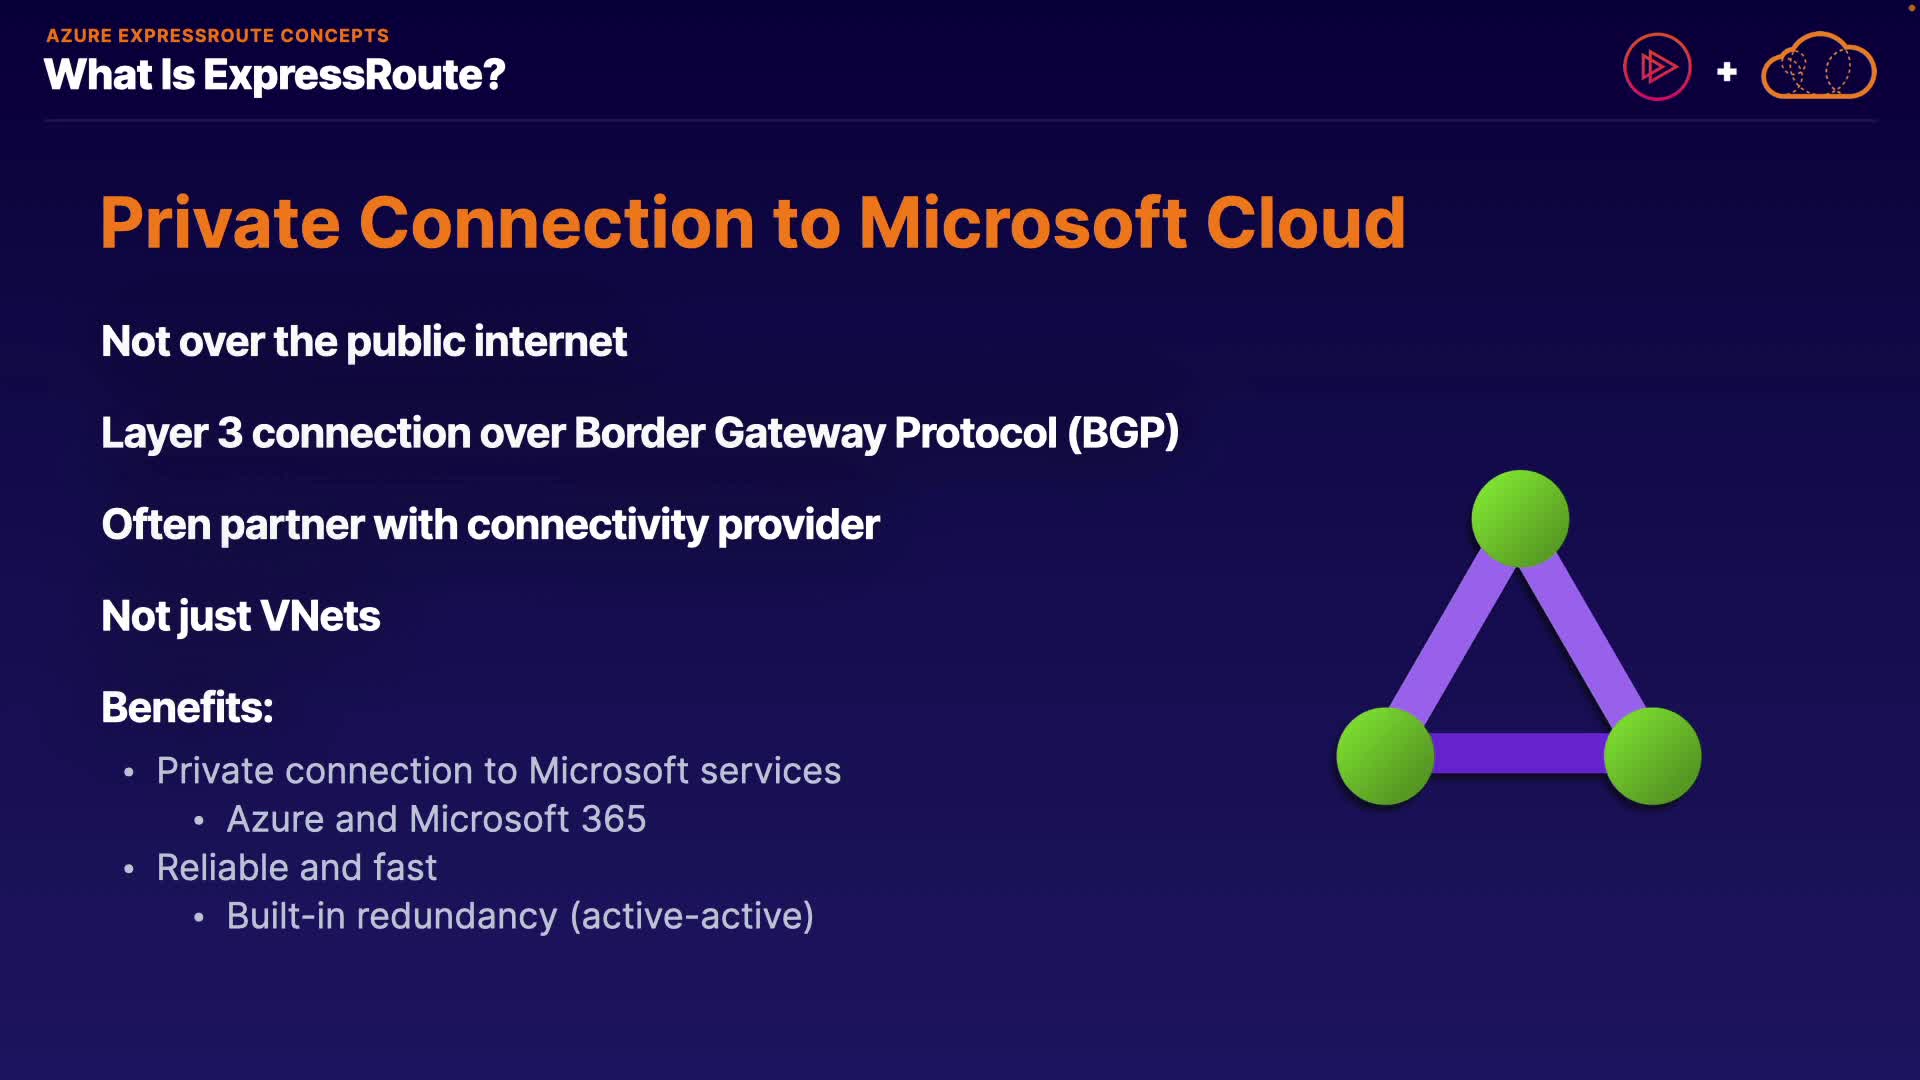 AZURE EXPRESSROUTE CONCEPTS
What Is ExpressRoute?
Private Connection to Microsoft Cloud
Not over the public internet
Layer 3 connection over Border Gateway Protocol (BGP)
Often partner with connectivity provider
Not just VNets
Benefits:
• Private connection to Microsoft services
• Azure and Microsoft 365
• Reliable and fast
• Built-in redundancy (active-active)